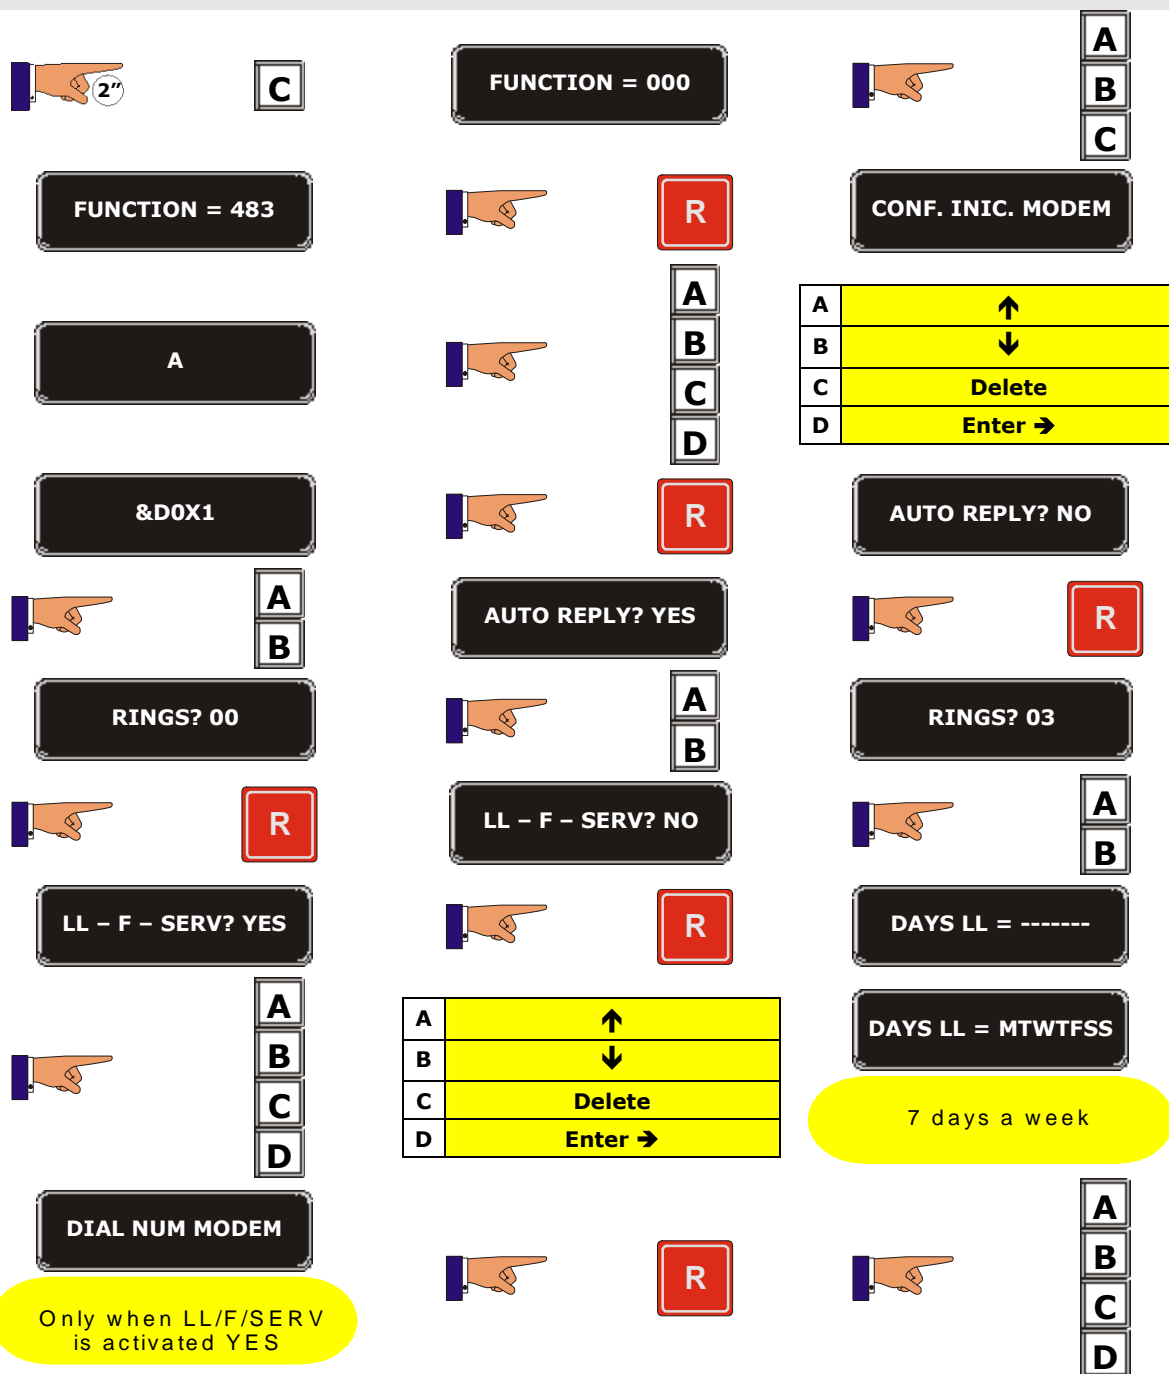 2"
C
FUNCTION = 000
A
B
C
FUNCTION = 483
R
CONF. INIC. MODEM
A
A
B
C
D
A ↑
B ↓
C Delete
D Enter →
&D0X1
R
AUTO REPLY? NO
A
B
AUTO REPLY? YES
R
RINGS? 00
A
B
RINGS? 03
R
LL – F – SERV? NO
A
B
LL – F – SERV? YES
R
DAYS LL = -------
A
B
C
D
A ↑
B ↓
C Delete
D Enter →
DAYS LL = MTWTFSS
7 days a week
DIAL NUM MODEM
Only when LL/F/SERV
is activated YES
R
A
B
C
D